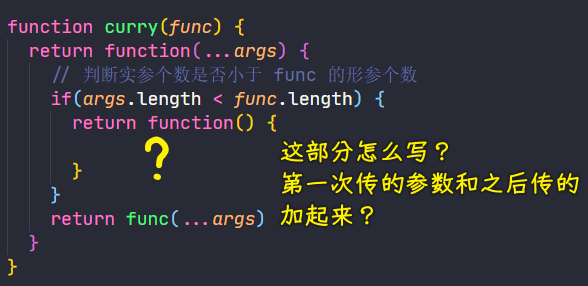 function curry(func) {
return function(...args) {
// 判断实参个数是否小于 func 的形参个数
if(args.length < func.length) {
return function() {
?
这部分怎么写？
第一次传的参数和之后传的
加起来？
}
}
return func(...args)
}
}